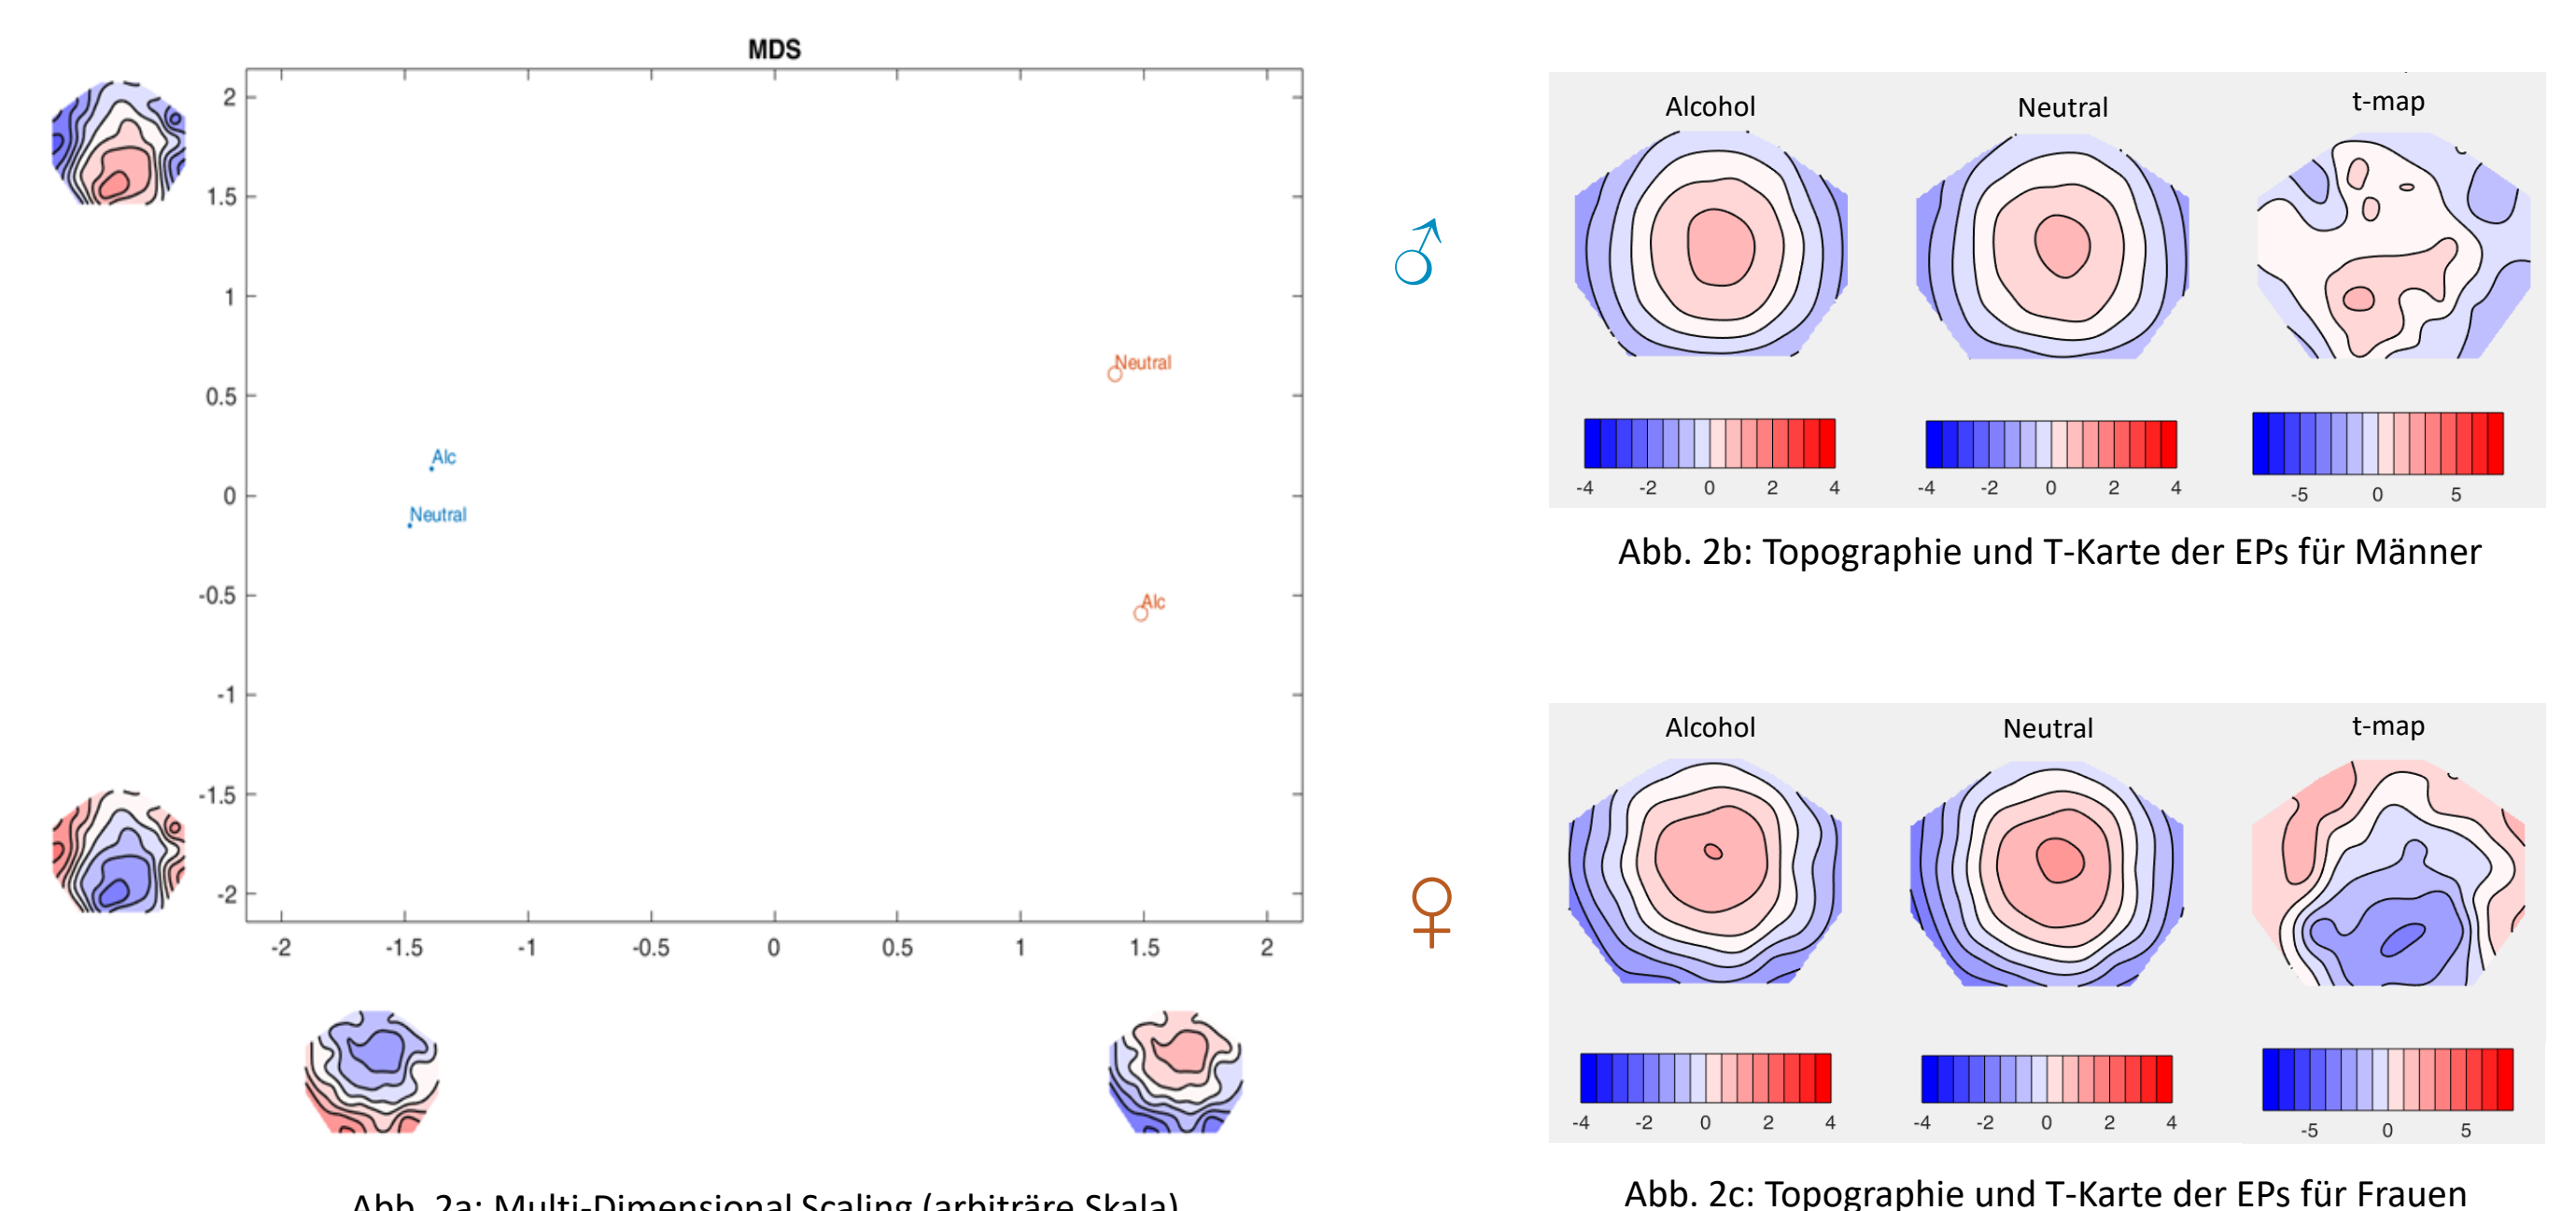 MDS
2
1.5
1
0.5
0
-0.5
-1
-1.5
-2
Neutral
Alc
Neutral
Alc
-2 -1.5 -1 -0.5 0 0.5 1 1.5 2
Abb. 2a: Multi-Dimensional Scaling (arbiträre Skala)
♂
Alcohol Neutral t-map
-4 -2 0 2 4 -4 -2 0 2 4 -5 0 5
Abb. 2b: Topographie und T-Karte der EPs für Männer
♀
Alcohol Neutral t-map
-4 -2 0 2 4 -4 -2 0 2 4 -5 0 5
Abb. 2c: Topographie und T-Karte der EPs für Frauen